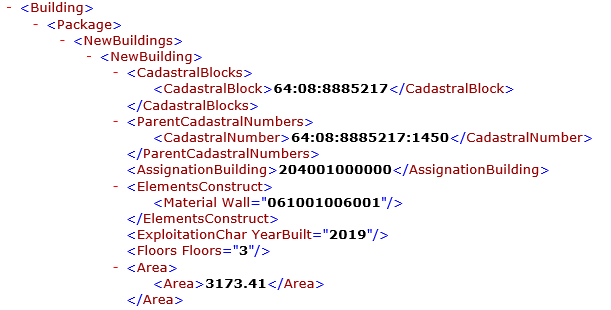 - <Building>
- <Package>
- <NewBuildings>
- <NewBuilding>
- <CadastralBlocks>
<CadastralBlock>64:08:8885217</CadastralBlock>
</CadastralBlocks>
- <ParentCadastralNumbers>
<CadastralNumber>64:08:8885217:1450</CadastralNumber>
</ParentCadastralNumbers>
<AssignationBuilding>204001000000</AssignationBuilding>
- <ElementsConstruct>
<Material Wall="061001006001"/>
</ElementsConstruct>
<ExploitationChar YearBuilt="2019"/>
<Floors Floors="3"/>
- <Area>
<Area>3173.41</Area>
</Area>